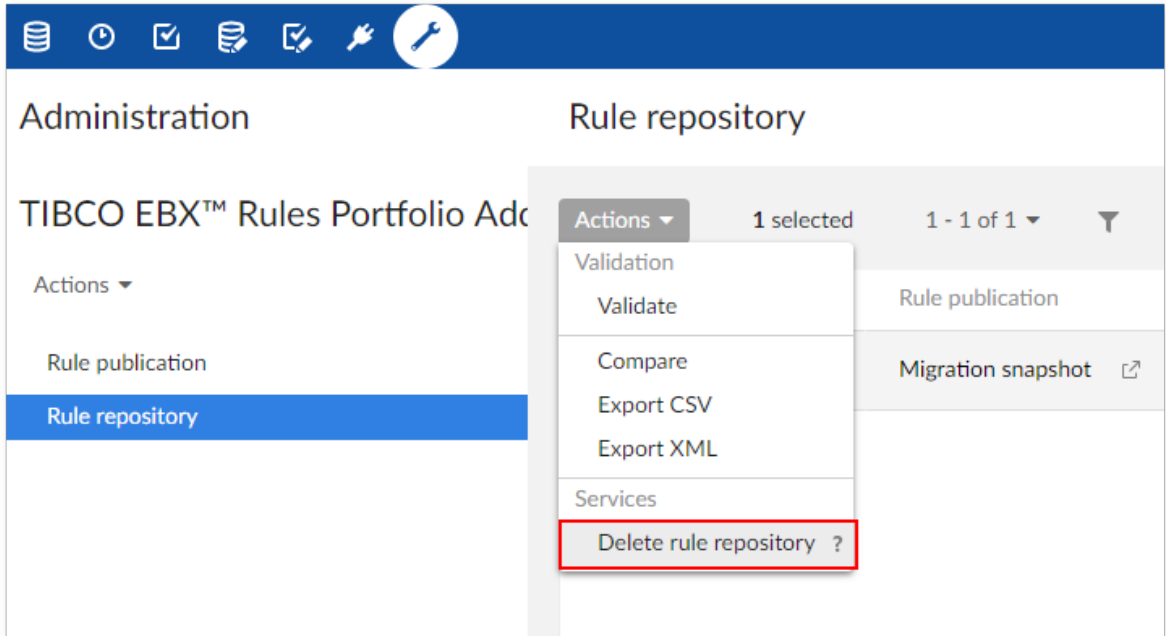 Administration
Rule repository
TIBCO EBX™ Rules Portfolio
Actions
1 selected
1 - 1 of 1
Actions
Validation
Validate
Rule publication
Rule publication
Compare
Migration snapshot
Rule repository
Export CSV
Export XML
Services
Delete rule repository ?